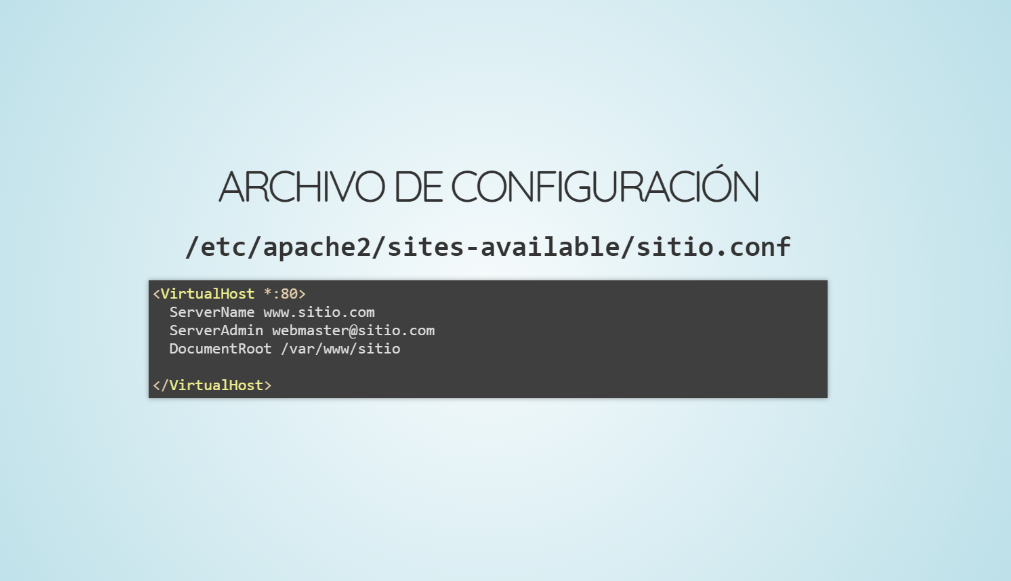 ARCHIVO DE CONFIGURACIÓN
/etc/apache2/sites-available/sitio.conf
<VirtualHost *:80>
  ServerName www.sitio.com
  ServerAdmin webmaster@sitio.com
  DocumentRoot /var/www/sitio
</VirtualHost>